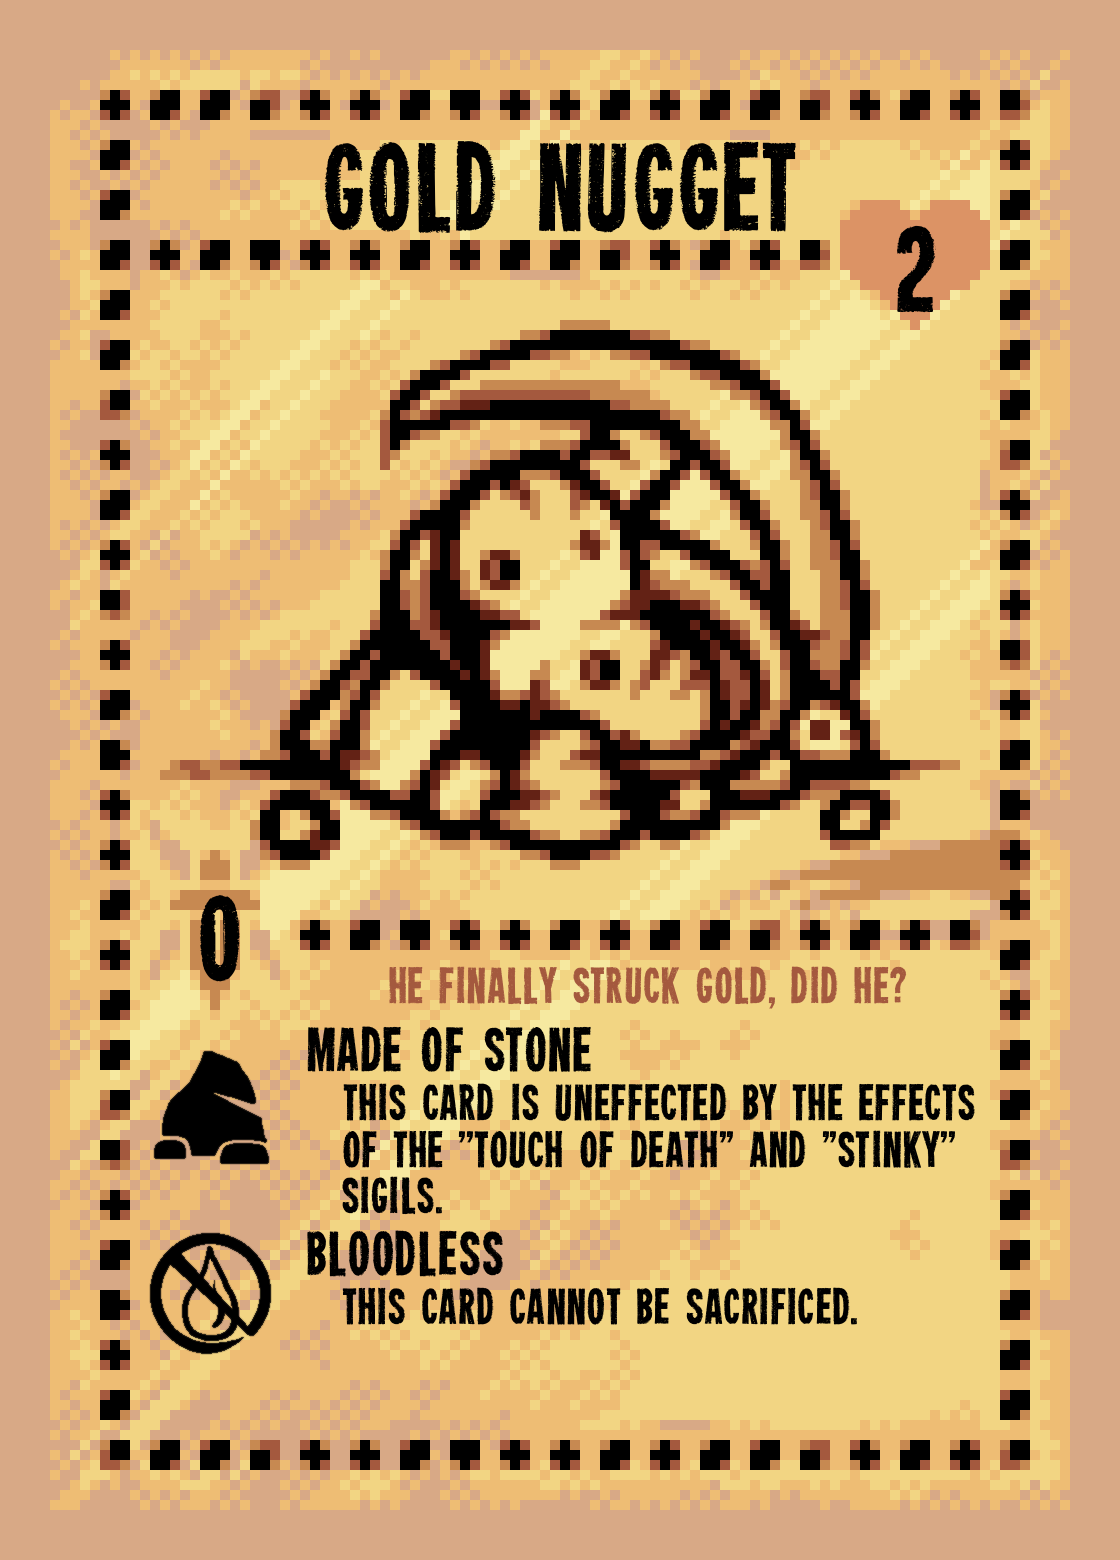 GOLD NUGGET
2
0
HE FINALLY STRUCK GOLD, DID HE?
MADE OF STONE
THIS CARD IS UNEFFECTED BY THE EFFECTS
OF THE "TOUCH OF DEATH" AND "STINKY"
SIGILS.
BLOODLESS
THIS CARD CANNOT BE SACRIFICED.